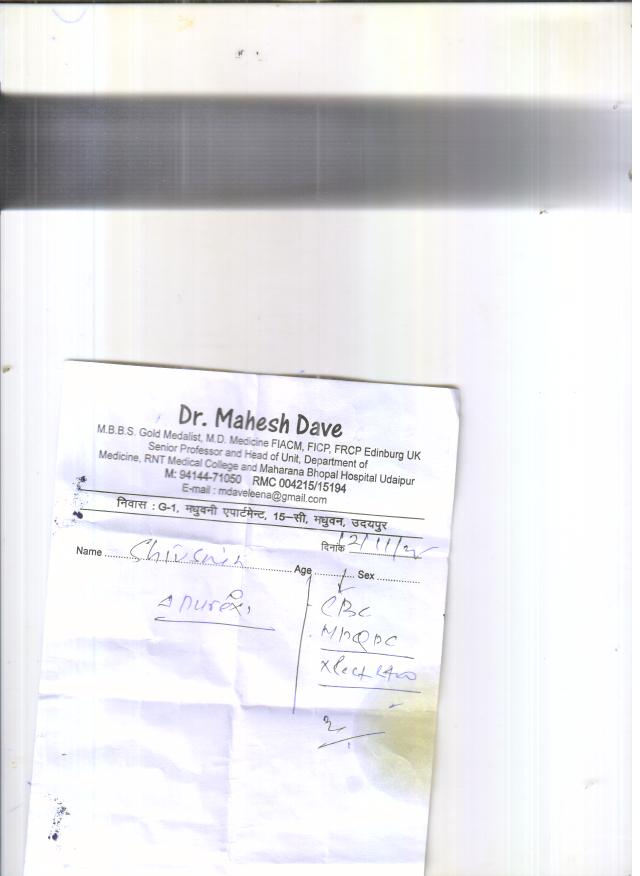 Dr. Mahesh Dave
M.B.B.S. Gold Medalist, M.D. Medicine FIACM, FICP, FRCP Edinburg UK
Senior Professor and Head of Unit, Department of
Medicine, RNT Medical College and Maharana Bhopal Hospital Udaipur
M: 94144-71050 RMC 004215/15194
E-mail : mdaveleena@gmail.com
निवास : G-1, मधुवनी एपार्टमेन्ट, 15-सी, मधुवन, उदयपुर
दिनांक
Name Age Sex
CBC